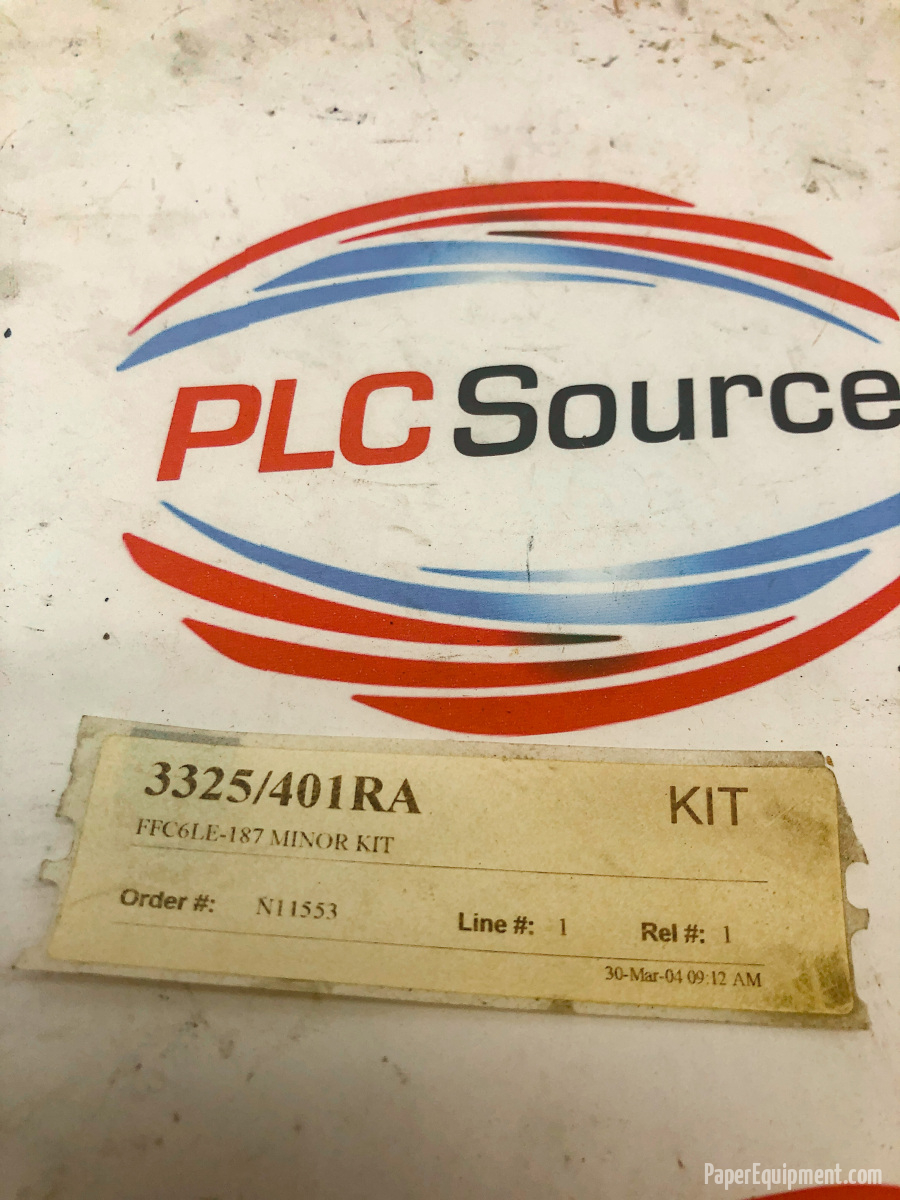 PLC Source
3325/401RA KIT
FFC6LE-187 MINOR KIT
Order #: N11553 Line #: 1 Rel #: 1
30-Mar-04 09:12 AM
PaperEquipment.com